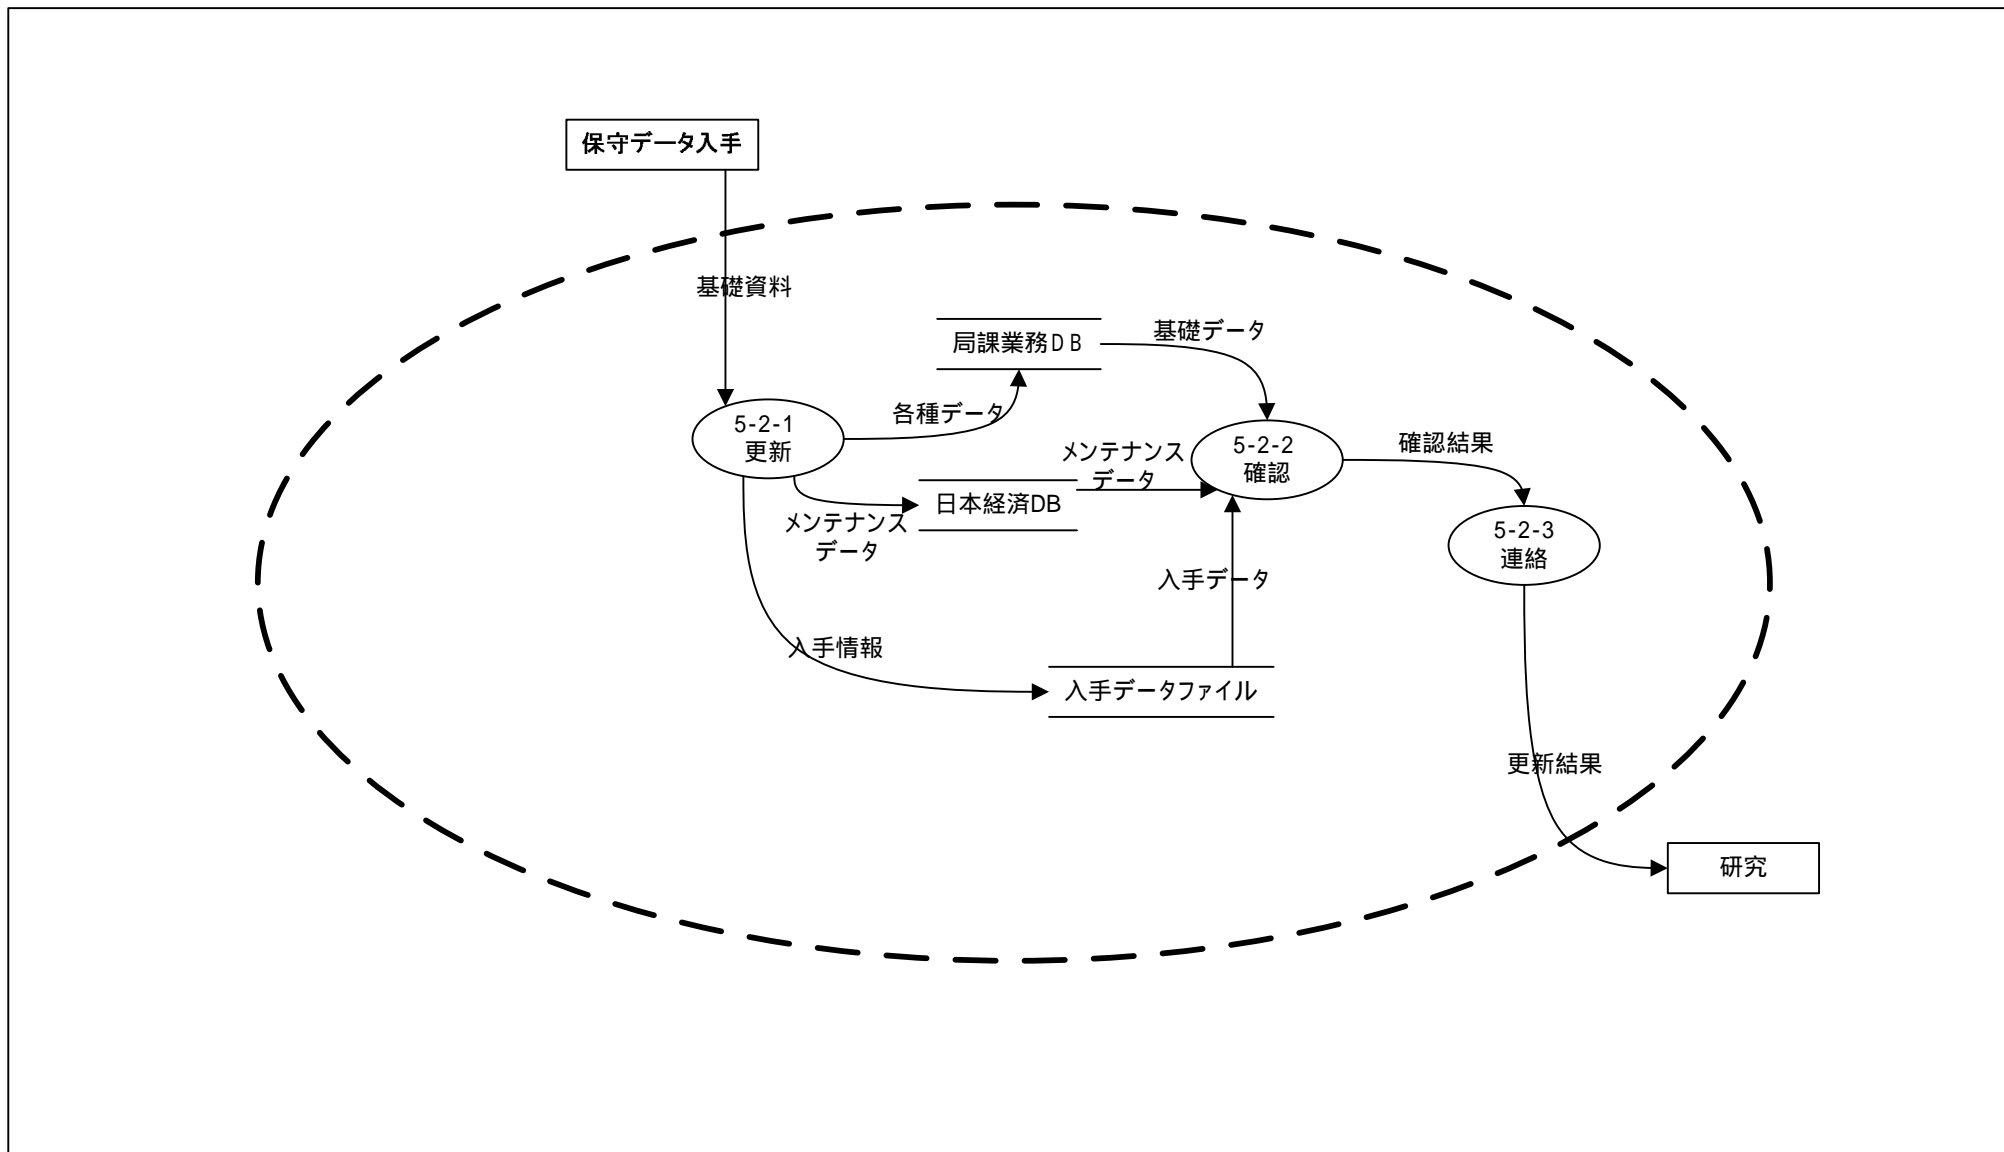 保守データ入手
基礎資料
局課業務DB
基礎データ
5-2-1
更新
各種データ
メンテナンス
データ
5-2-2
確認
確認結果
日本経済DB
メンテナンス
データ
5-2-3
連絡
入手データ
入手情報
入手データファイル
更新結果
研究